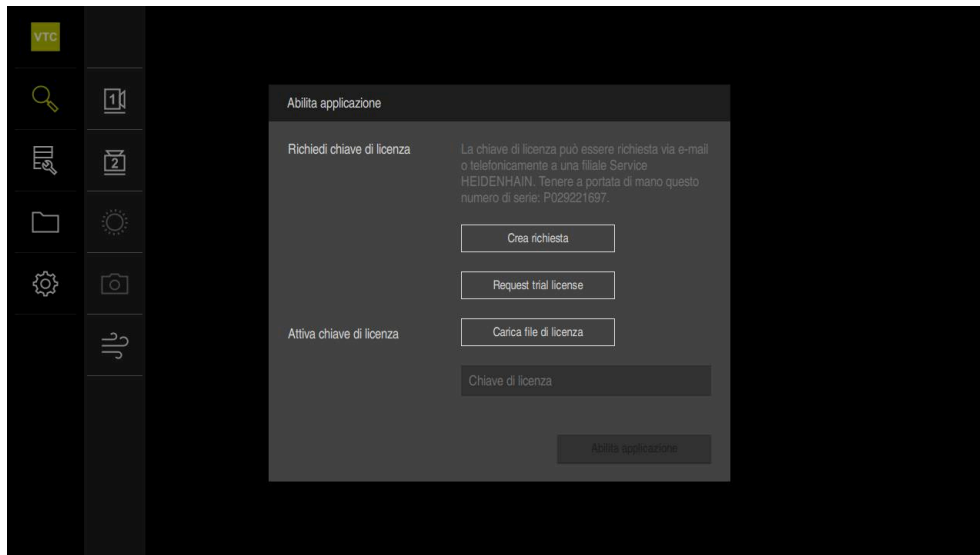 VTC
1
2
Abilita applicazione
Richiedi chiave di licenza
La chiave di licenza può essere richiesta via e-mail
o telefonicamente a una filiale Service
HEIDENHAIN. Tenere a portata di mano questo
numero di serie: P029221697.
Crea richiesta
Request trial license
Attiva chiave di licenza
Carica file di licenza
Chiave di licenza
Abilita applicazione